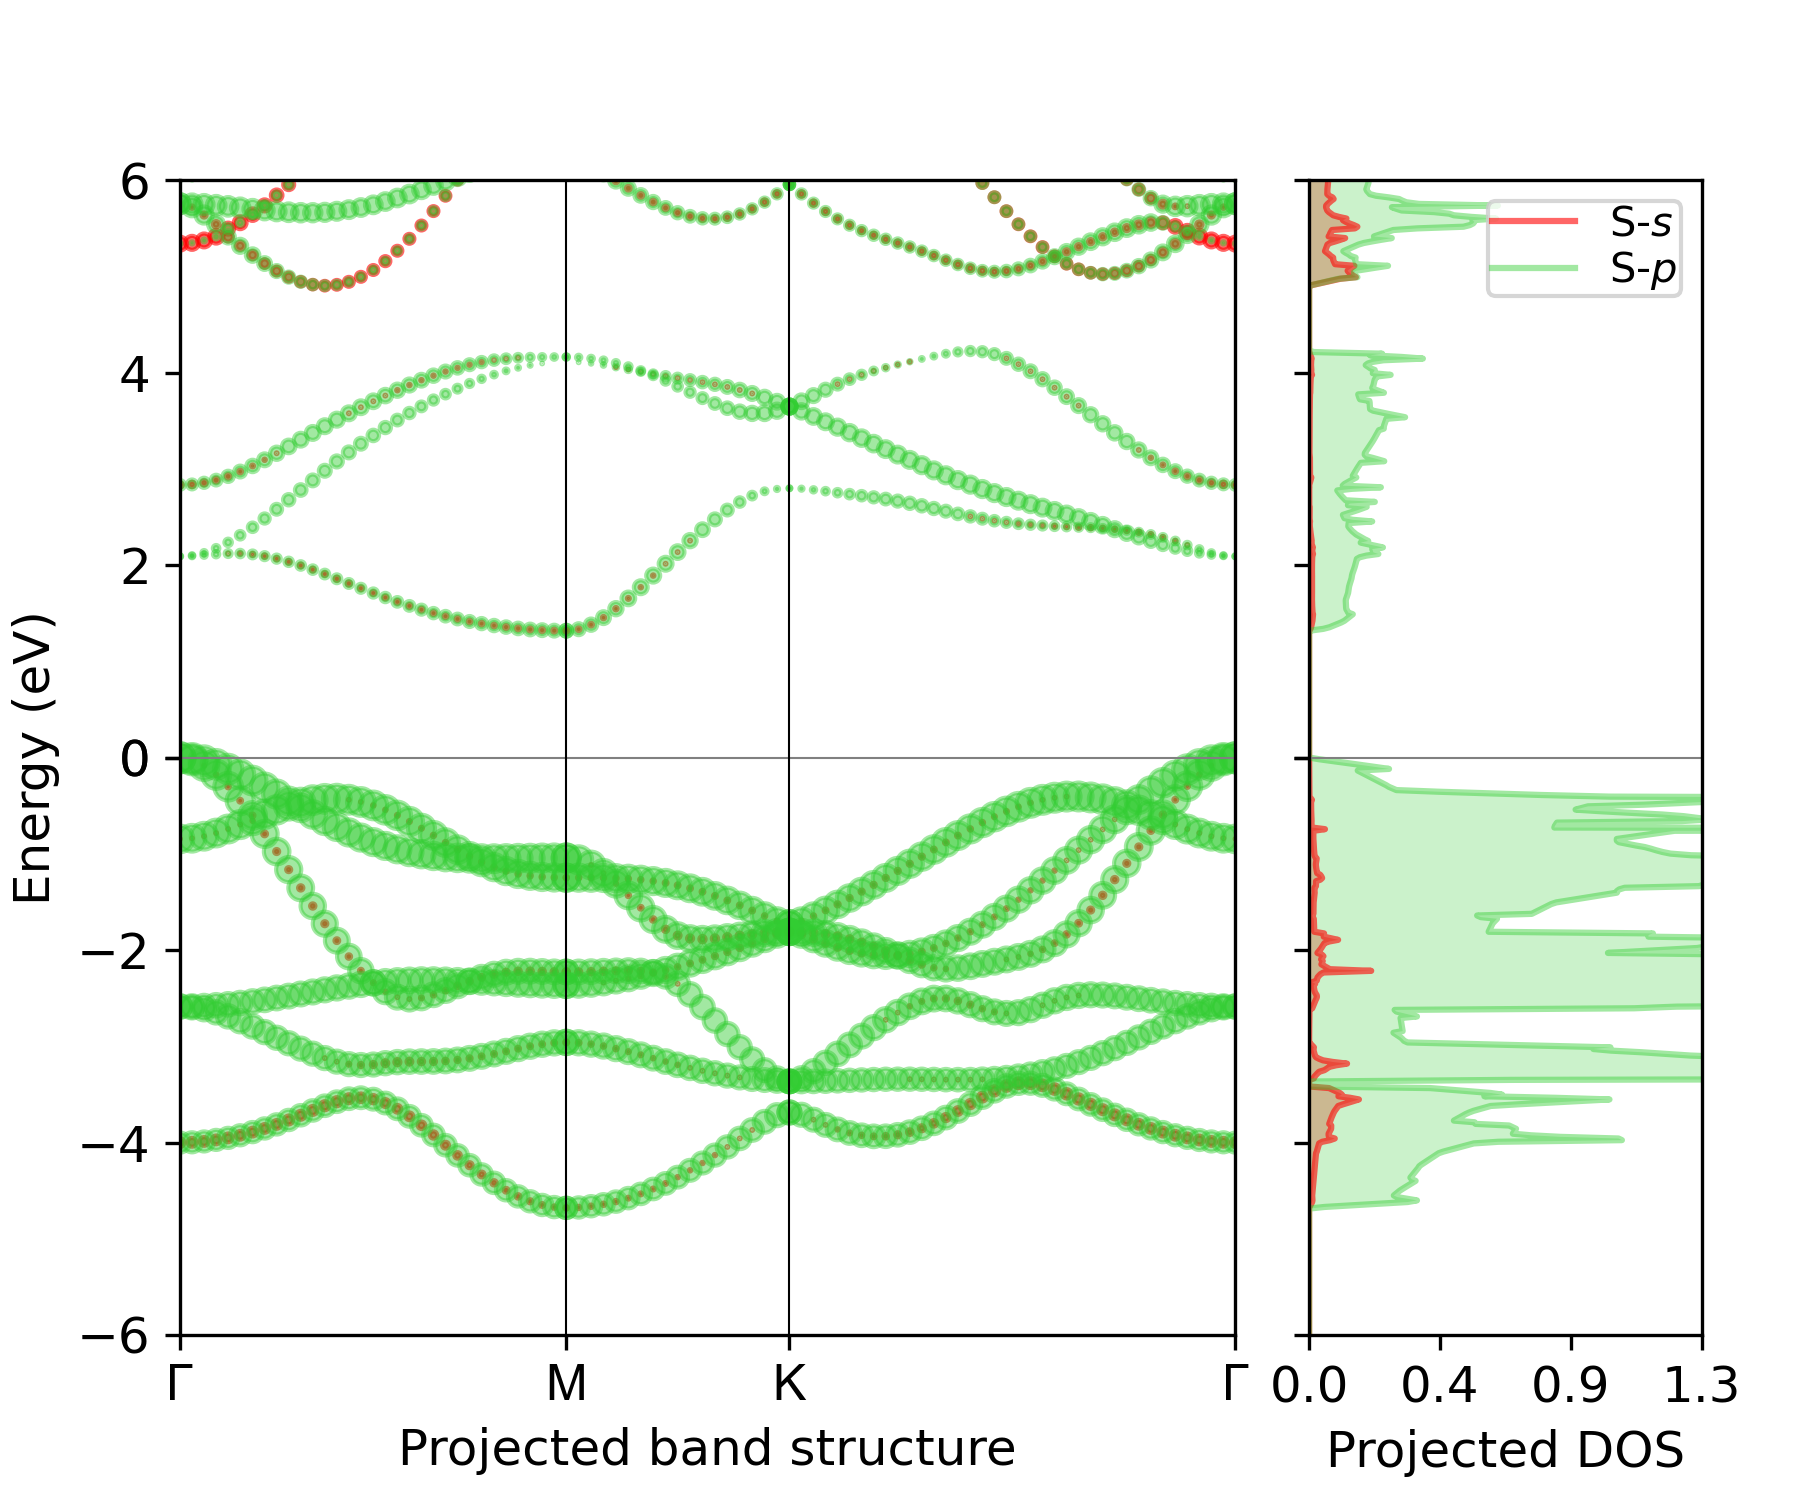 6
4
2
0
−2
−4
−6
Energy (eV)
Γ M K Γ
Projected band structure
S-s
S-p
0.0 0.4 0.9 1.3
Projected DOS